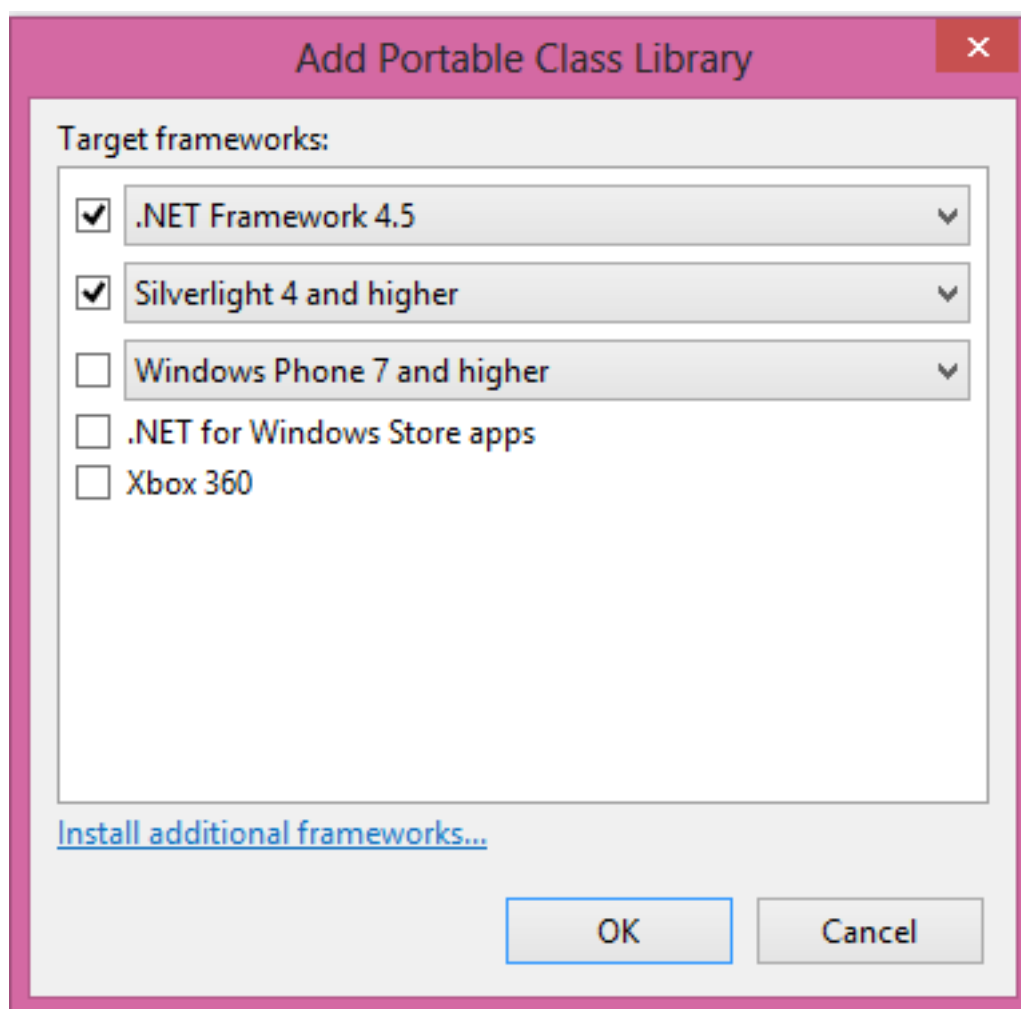 Add Portable Class Library
Target frameworks:
.NET Framework 4.5
Silverlight 4 and higher
Windows Phone 7 and higher
.NET for Windows Store apps
Xbox 360
Install additional frameworks...
OK Cancel